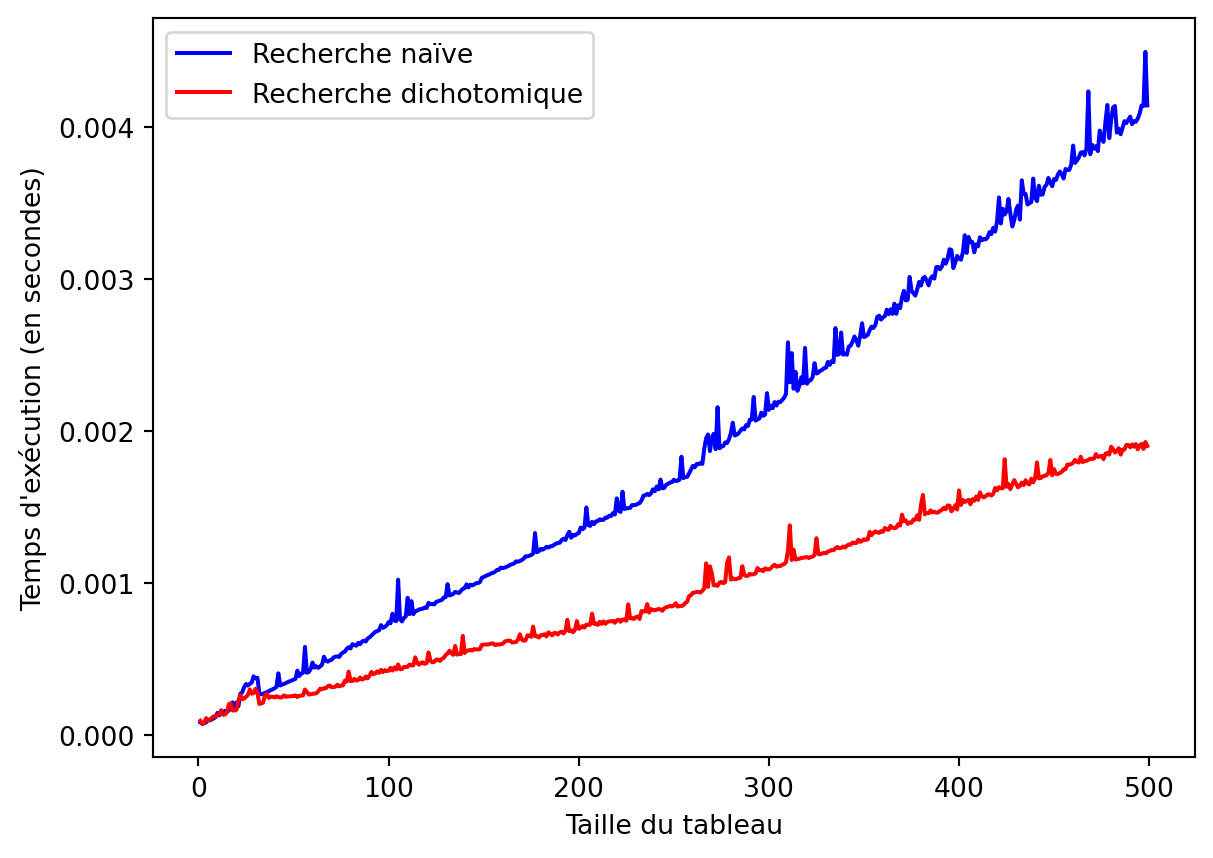 Recherche naïve
Recherche dichotomique
Temps d'exécution (en secondes)
0.004
0.003
0.002
0.001
0.000
0 100 200 300 400 500
Taille du tableau